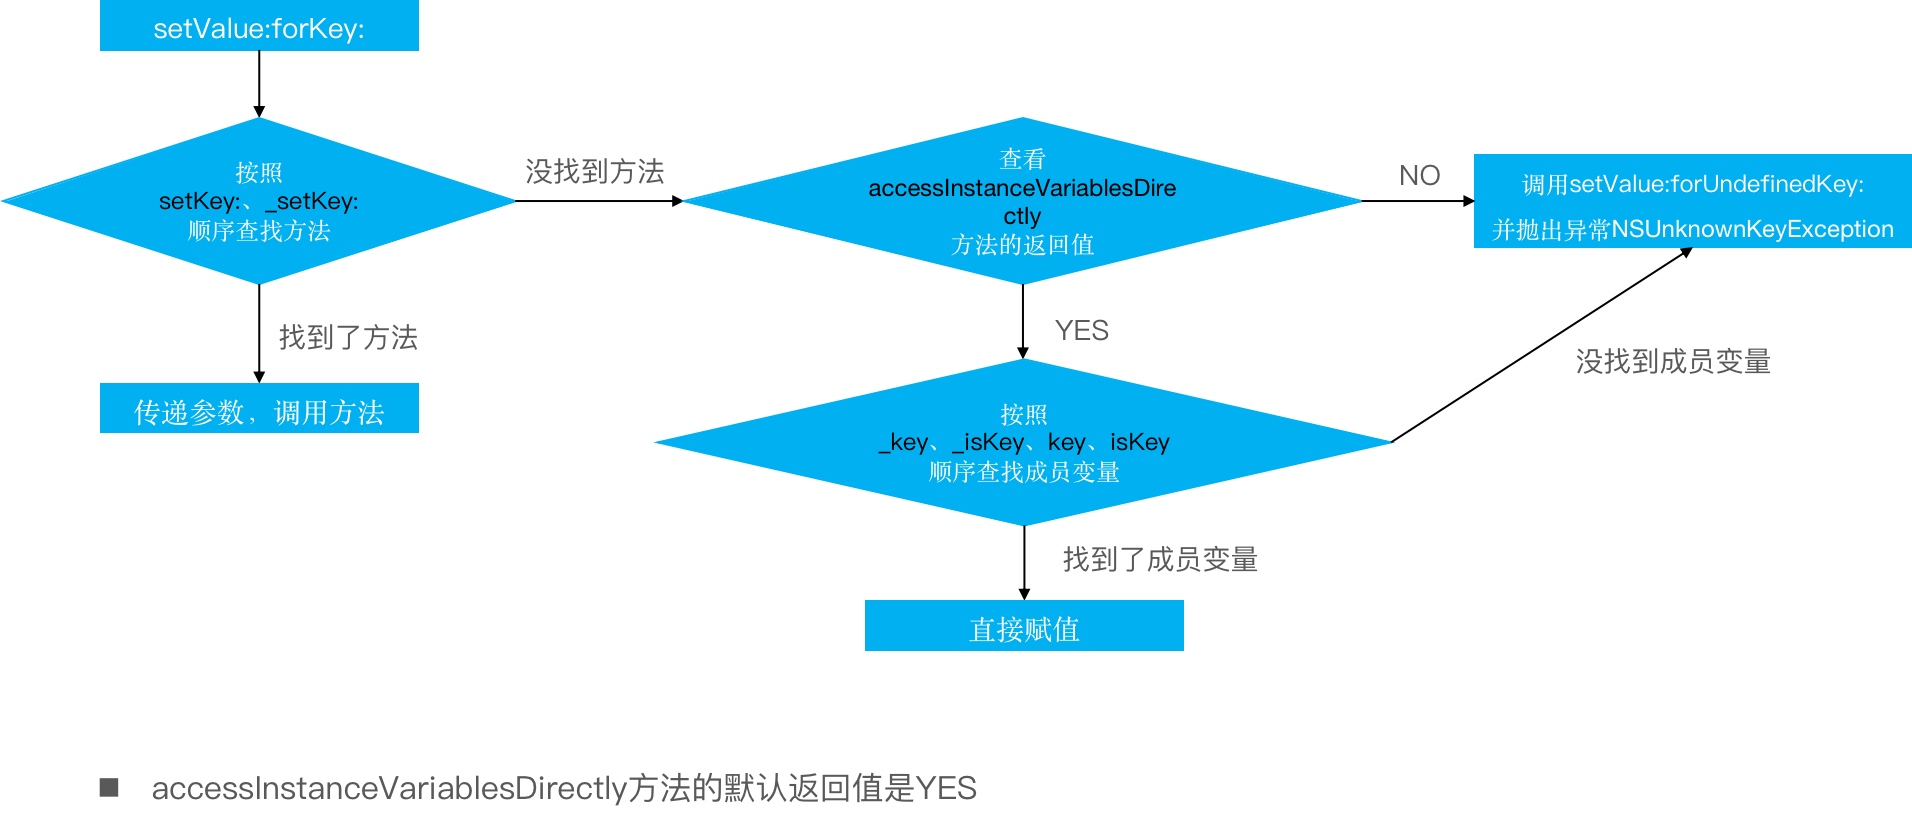 setValue:forKey:
按照
setKey:、_setKey:
顺序查找方法
没找到方法
查看
accessInstanceVariablesDire
ctly
方法的返回值
NO
调用setValue:forUndefinedKey:
并抛出异常NSUnknownKeyException
找到了方法
YES
没找到成员变量
传递参数，调用方法
按照
_key、_isKey、key、isKey
顺序查找成员变量
找到了成员变量
直接赋值
■ accessInstanceVariablesDirectly方法的默认返回值是YES